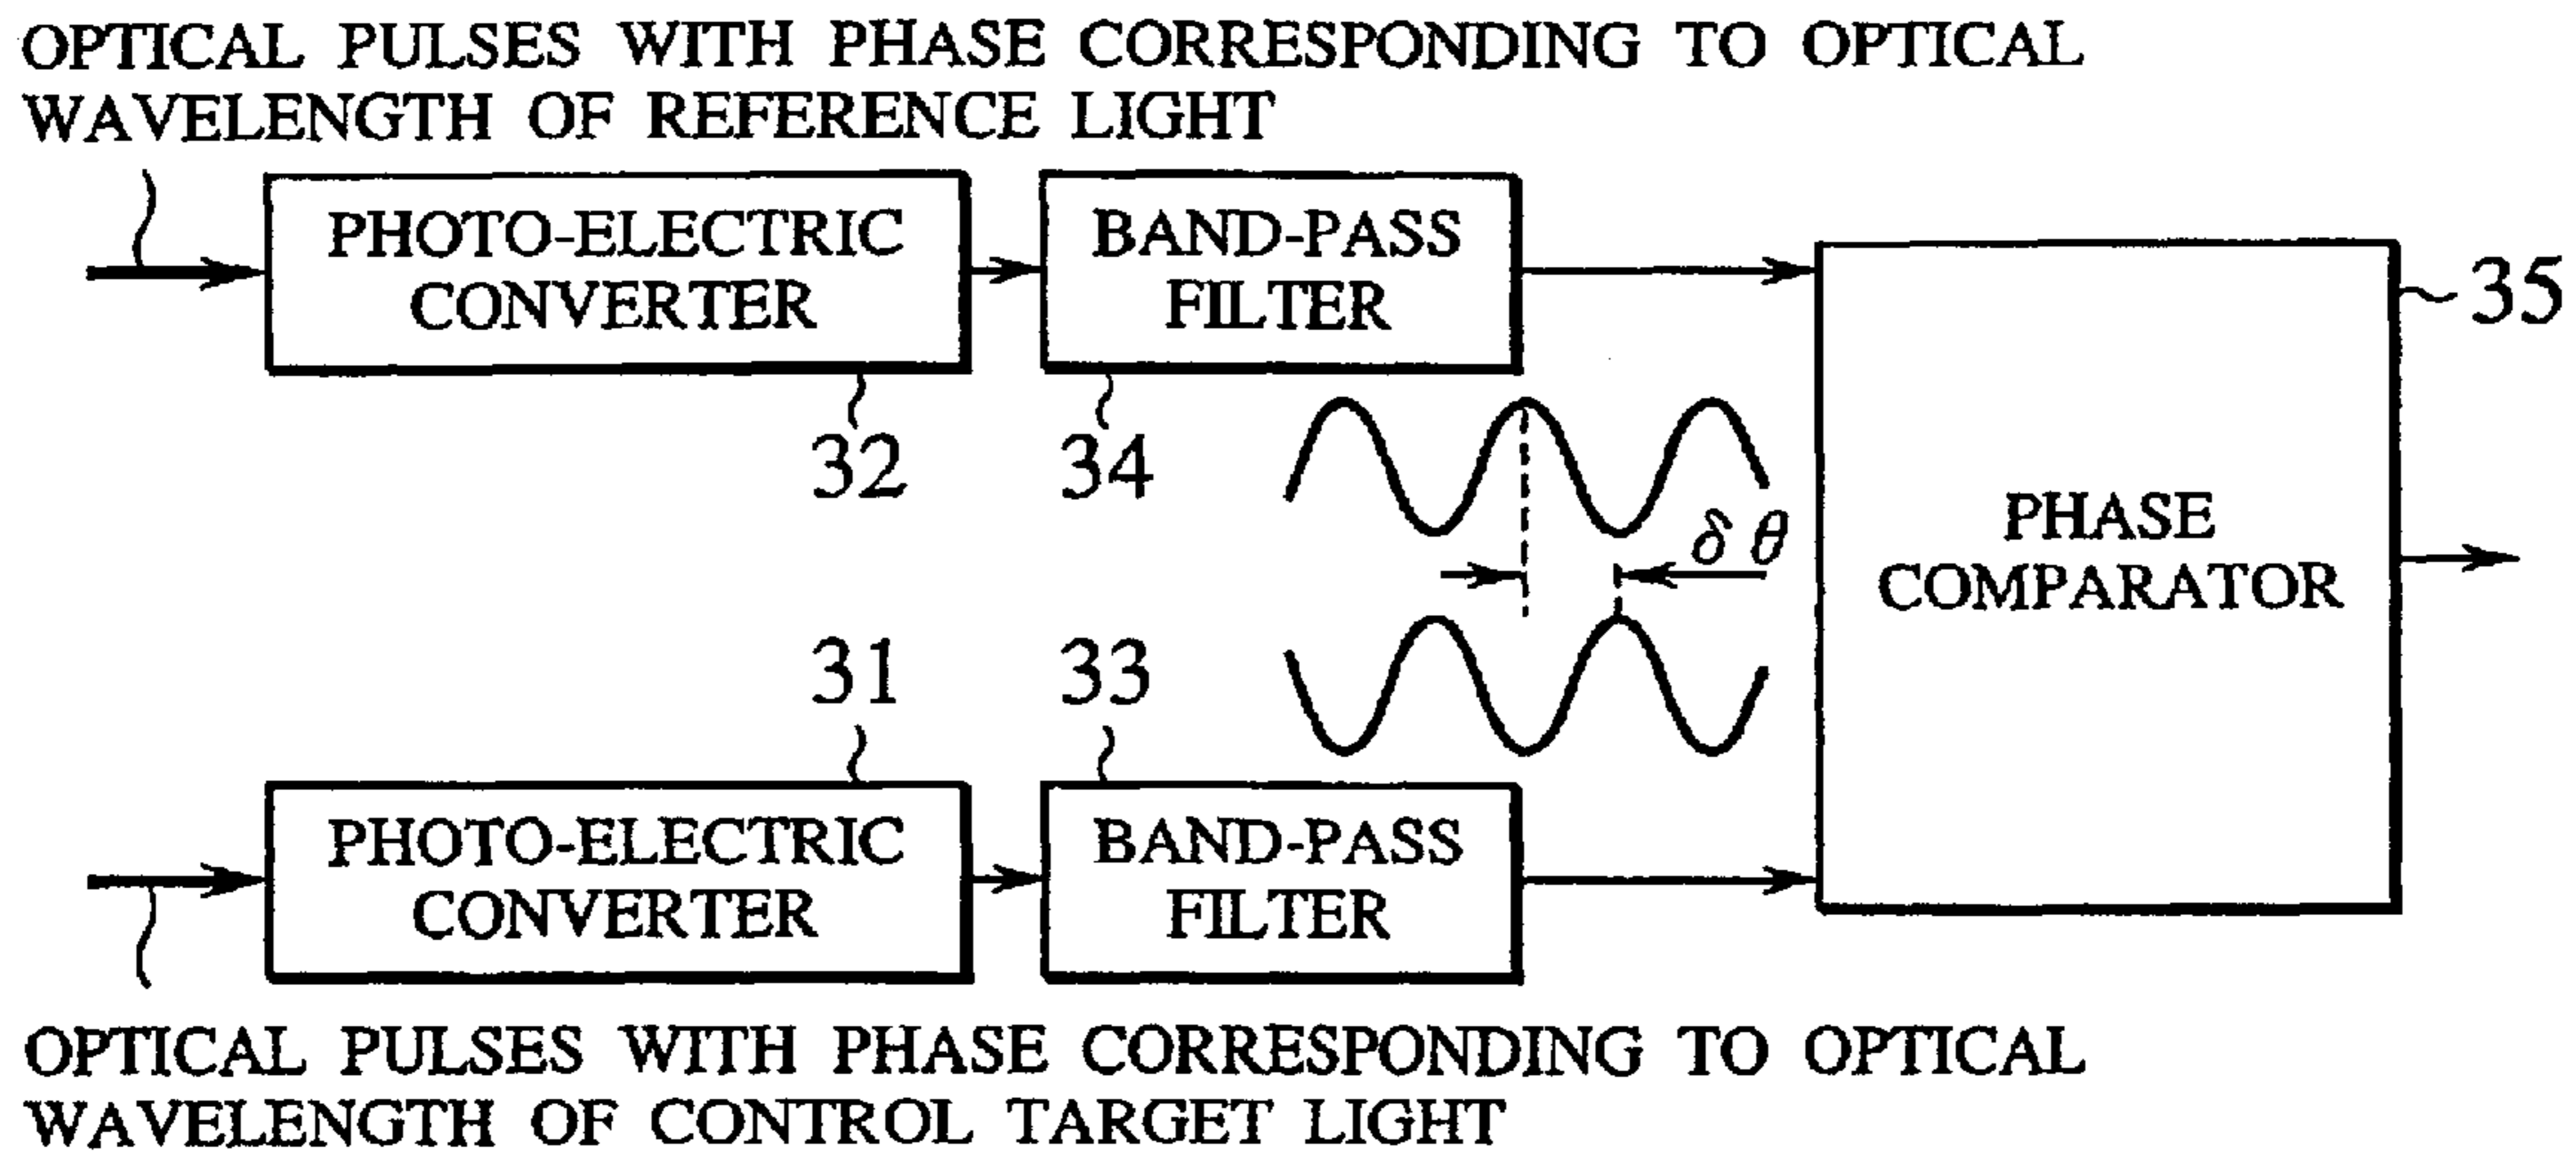 OPTICAL PULSES WITH PHASE CORRESPONDING TO OPTICAL
WAVELENGTH OF REFERENCE LIGHT
PHOTO-ELECTRIC
CONVERTER
BAND-PASS
FILTER
35
32
34
PHASE
COMPARATOR
δθ
31
33
PHOTO-ELECTRIC
CONVERTER
BAND-PASS
FILTER
OPTICAL PULSES WITH PHASE CORRESPONDING TO OPTICAL
WAVELENGTH OF CONTROL TARGET LIGHT